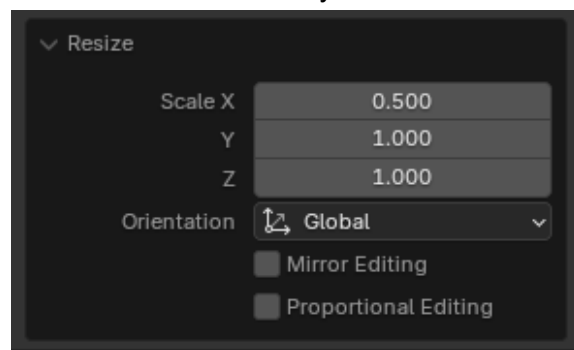 Resize
Scale X 0.500
Y 1.000
Z 1.000
Orientation Global
Mirror Editing
Proportional Editing